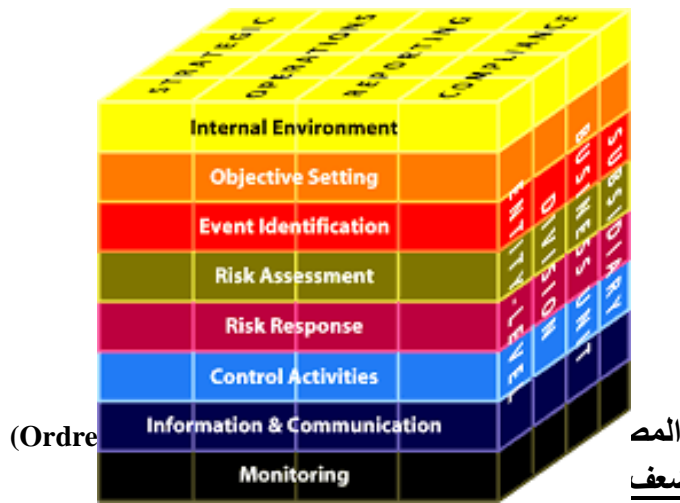 STRATEGIC
OPERATIONS
REPORTING
COMPLIANCE
Internal Environment
Objective Setting
Event Identification
Risk Assessment
Risk Response
Control Activities
Information & Communication
Monitoring
ENTITY-LEVEL
DIVISION
BUSINESS UNIT
SUBSIDIARY
(Ordre